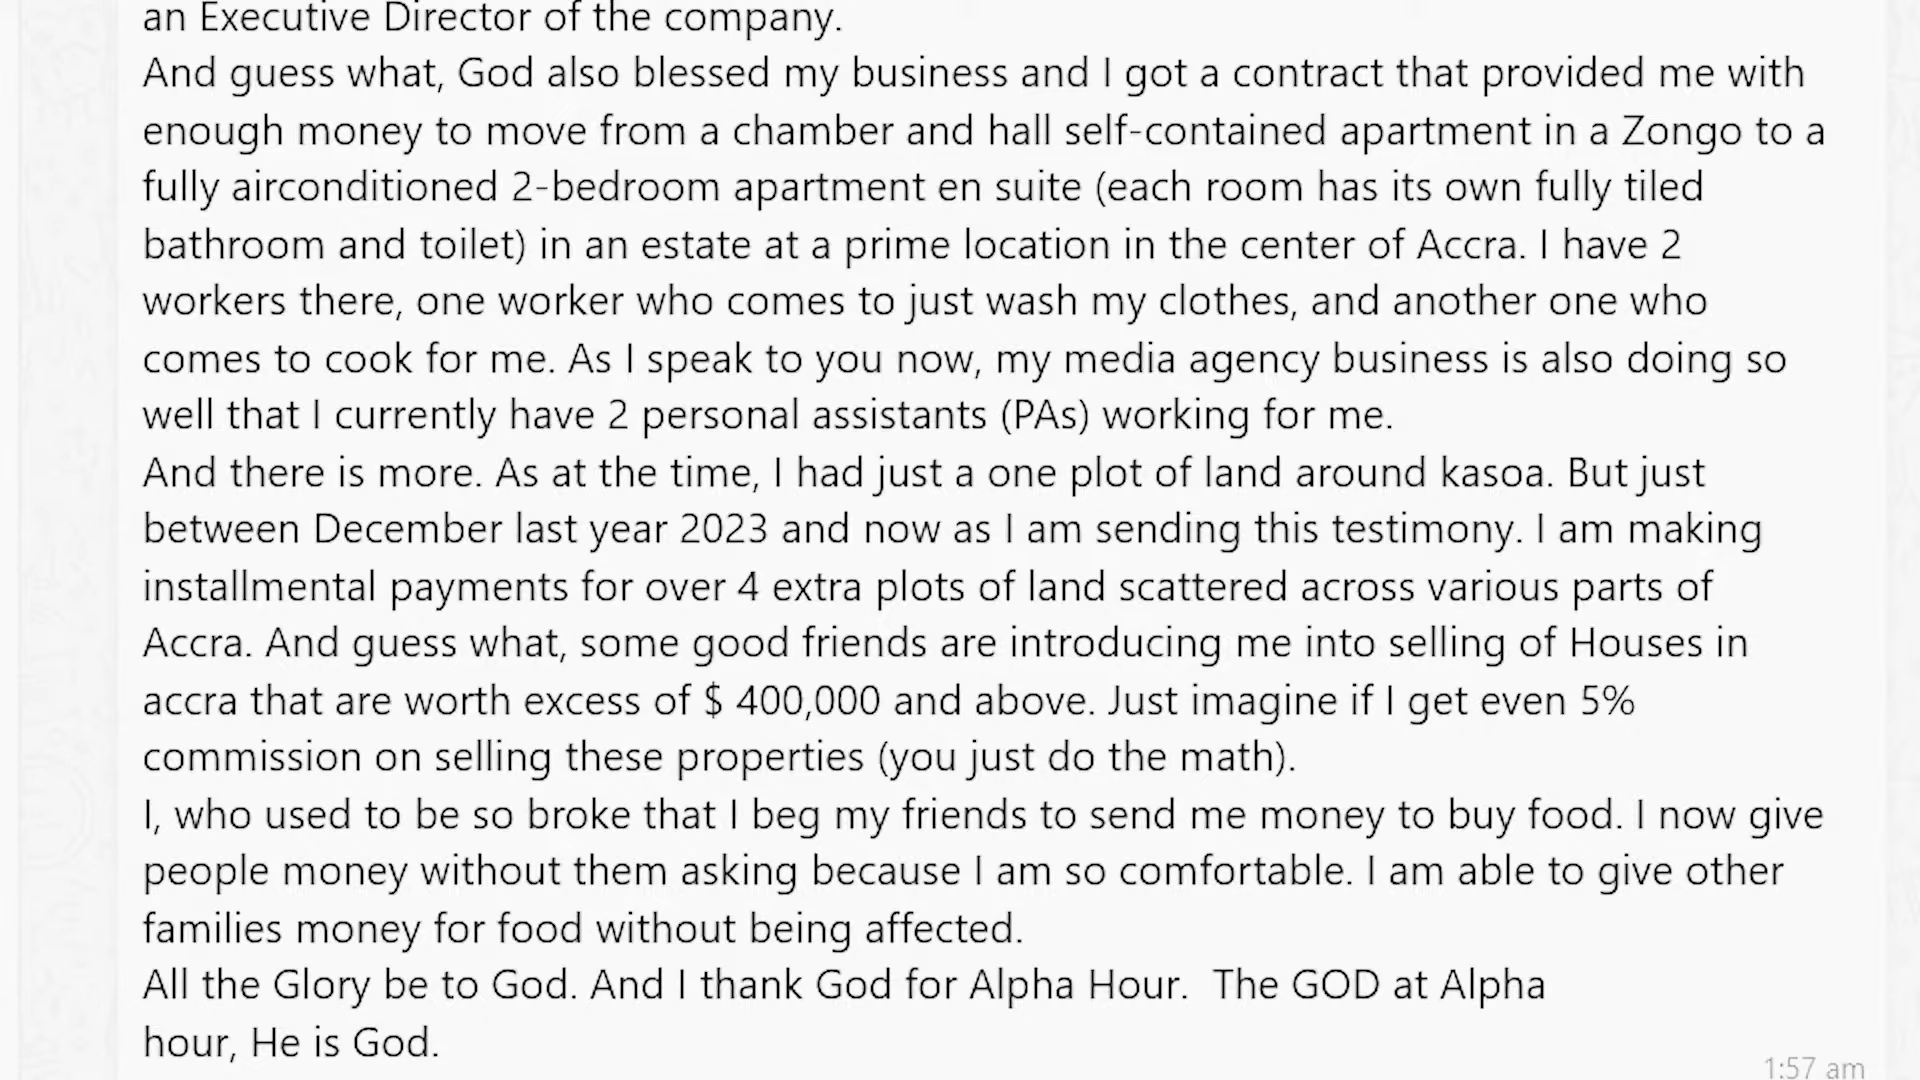 an Executive Director of the company.
And guess what, God also blessed my business and I got a contract that provided me with
enough money to move from a chamber and hall self-contained apartment in a Zongo to a
fully airconditioned 2-bedroom apartment en suite (each room has its own fully tiled
bathroom and toilet) in an estate at a prime location in the center of Accra. I have 2
workers there, one worker who comes to just wash my clothes, and another one who
comes to cook for me. As I speak to you now, my media agency business is also doing so
well that I currently have 2 personal assistants (PAs) working for me.
And there is more. As at the time, I had just a one plot of land around kasoa. But just
between December last year 2023 and now as I am sending this testimony. I am making
installmental payments for over 4 extra plots of land scattered across various parts of
Accra. And guess what, some good friends are introducing me into selling of Houses in
accra that are worth excess of $ 400,000 and above. Just imagine if I get even 5%
commission on selling these properties (you just do the math).
I, who used to be so broke that I beg my friends to send me money to buy food. I now give
people money without them asking because I am so comfortable. I am able to give other
families money for food without being affected.
All the Glory be to God. And I thank God for Alpha Hour.  The GOD at Alpha
hour, He is God.
1:57 am